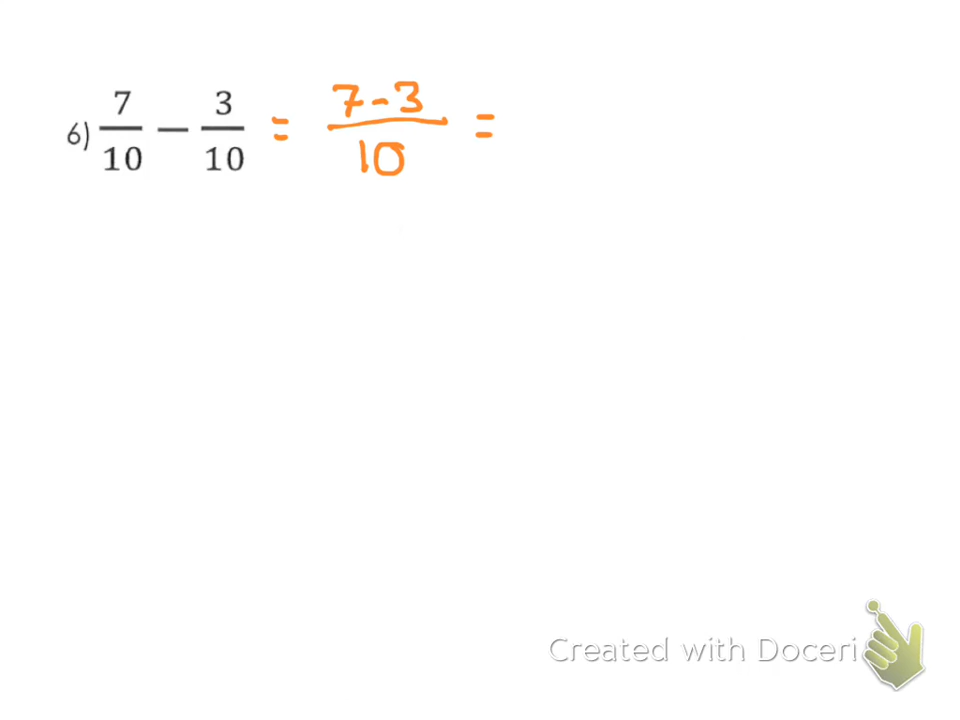 6) 7/10 − 3/10 = 7-3/10 =
Created with Doceri